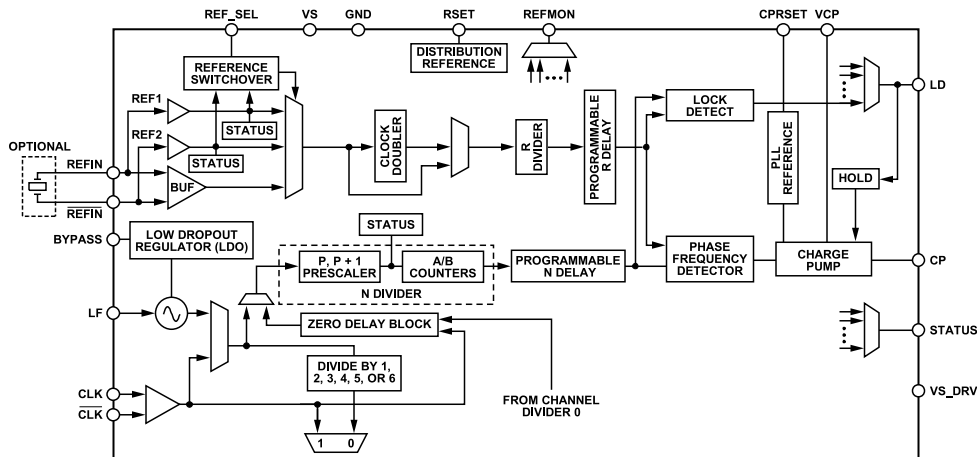 REF_SEL
VS
GND
RSET
REFMON
CPRSET
VCP
DISTRIBUTION
REFERENCE
REFERENCE
SWITCHOVER
REF1
STATUS
REF2
STATUS
BUF
OPTIONAL
REFIN
REFIN
CLOCK
DOUBLER
R
DIVIDER
PROGRAMMABLE
R DELAY
LOCK
DETECT
PLL
REFERENCE
LD
HOLD
BYPASS
LOW DROPOUT
REGULATOR (LDO)
STATUS
P, P + 1
PRESCALER
A/B
COUNTERS
N DIVIDER
PROGRAMMABLE
N DELAY
PHASE
FREQUENCY
DETECTOR
CHARGE
PUMP
CP
LF
ZERO DELAY BLOCK
STATUS
DIVIDE BY 1,
2, 3, 4, 5, OR 6
FROM CHANNEL
DIVIDER 0
VS_DRV
CLK
CLK
1 0